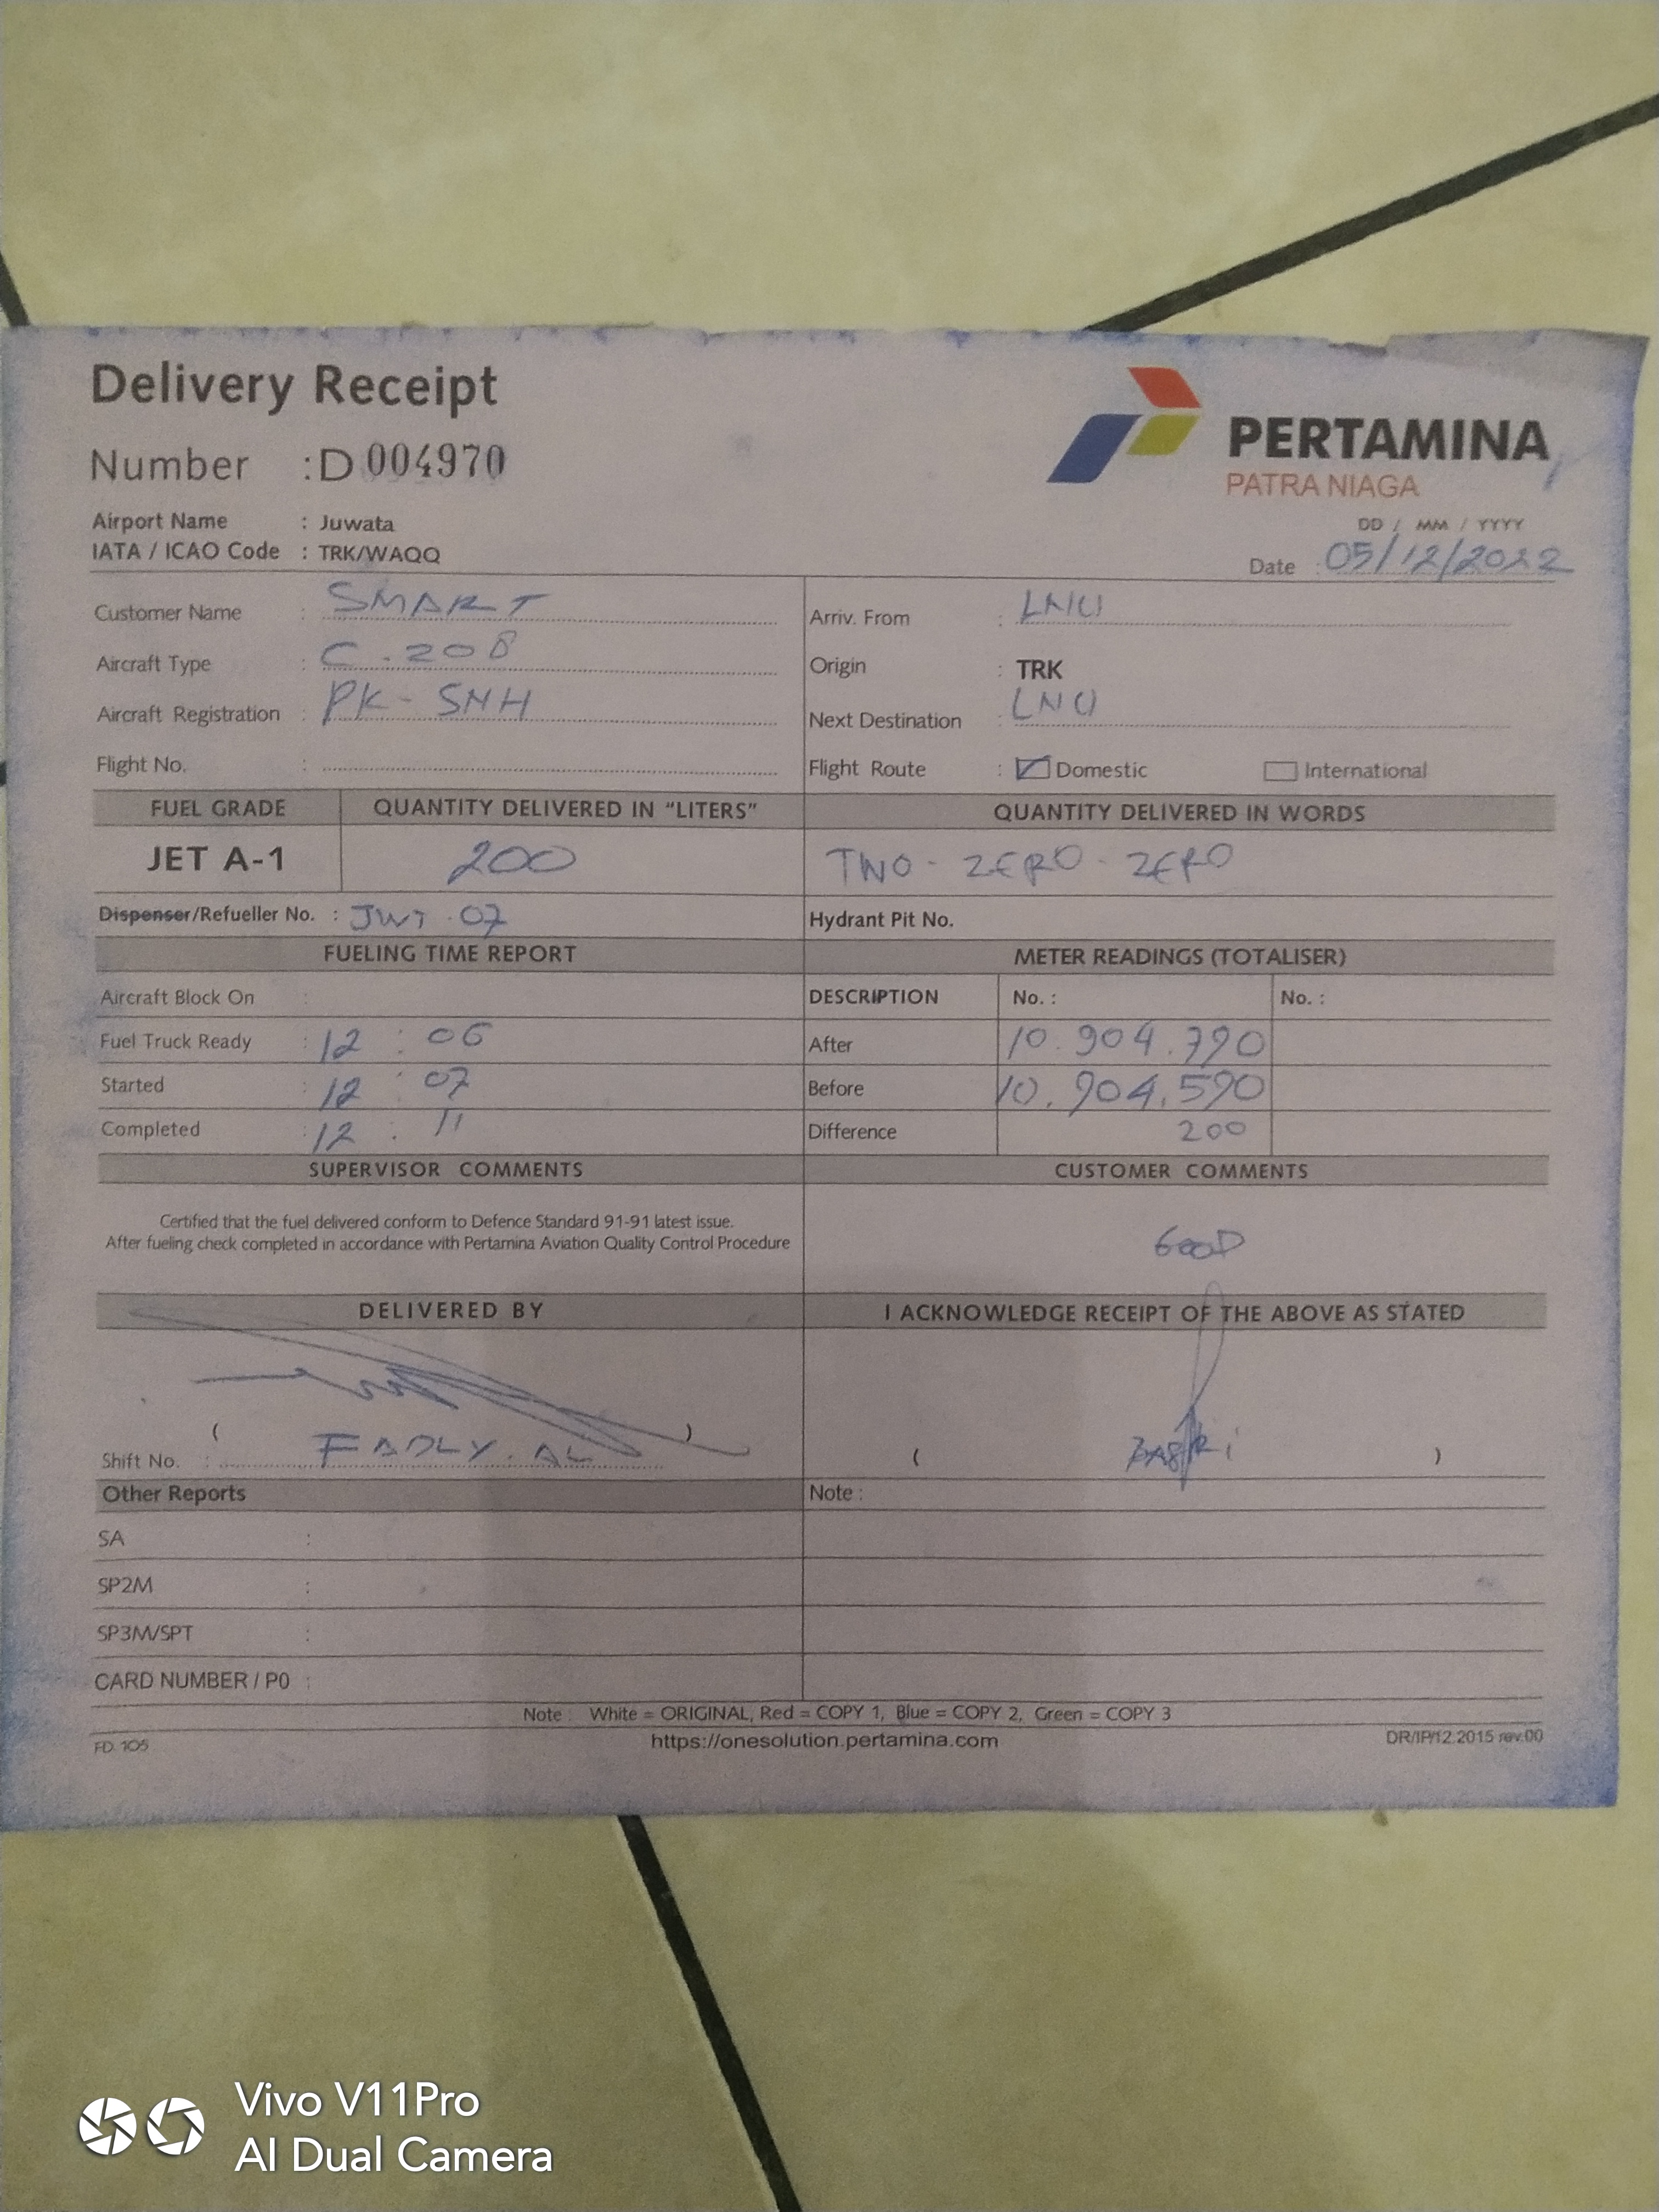 Delivery Receipt
Number : D 004970
PERTAMINA
PATRA NIAGA
Airport Name : Juwata
IATA / ICAO Code : TRK/WAQQ
DD / MM / YYYY
Date : 05/12/2022
Customer Name : SMART
Aircraft Type : C.208
Aircraft Registration : PK-SNH
Flight No. :
Arriv. From : LNU
Origin : TRK
Next Destination : LNU
Flight Route : Domestic International
FUEL GRADE QUANTITY DELIVERED IN "LITERS" QUANTITY DELIVERED IN WORDS
JET A-1 200 TWO - ZERO - ZERO
Dispenser/Refueller No. : JWT . 07 Hydrant Pit No.
FUELING TIME REPORT METER READINGS (TOTALISER)
Aircraft Block On : DESCRIPTION No. : No. :
Fuel Truck Ready : 12 : 06 After 10.904.790
Started : 12 : 07 Before 10.904.590
Completed : 12 : 11 Difference 200
SUPERVISOR COMMENTS CUSTOMER COMMENTS
Certified that the fuel delivered conform to Defence Standard 91-91 latest issue.
After fueling check completed in accordance with Pertamina Aviation Quality Control Procedure
GOOD
DELIVERED BY I ACKNOWLEDGE RECEIPT OF THE ABOVE AS STATED
( )
Shift No. : FADLY.AL
( )
Other Reports Note :
SA :
SP2M :
SP3M/SPT :
CARD NUMBER / P0 :
Note : White = ORIGINAL, Red = COPY 1, Blue = COPY 2, Green = COPY 3
FD. 105 https://onesolution.pertamina.com DR/IP/12.2015 rev.00
Vivo V11Pro
AI Dual Camera